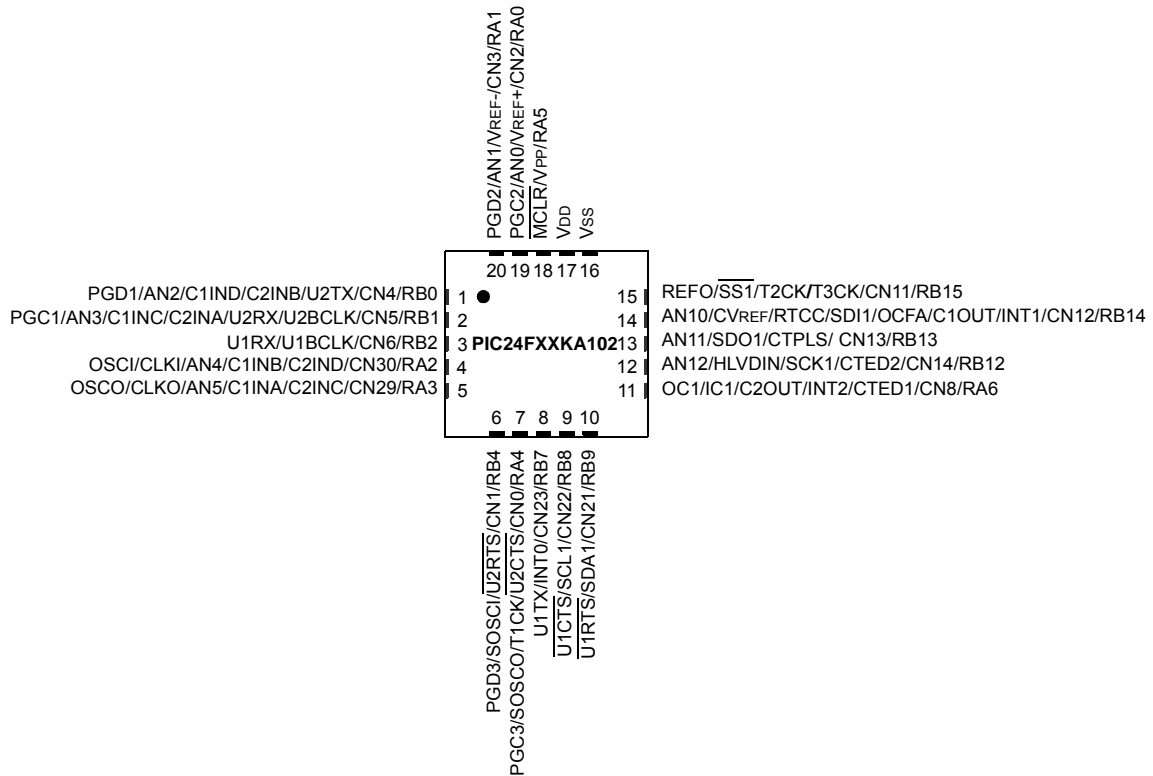 PGD2/AN1/VREF-/CN3/RA1
PGC2/AN0/VREF+/CN2/RA0
MCLR/VPP/RA5
VDD
VSS
20 19 18 17 16
PGD1/AN2/C1IND/C2INB/U2TX/CN4/RB0 1
PGC1/AN3/C1INC/C2INA/U2RX/U2BCLK/CN5/RB1 2
U1RX/U1BCLK/CN6/RB2 3
OSCI/CLKI/AN4/C1INB/C2IND/CN30/RA2 4
OSCO/CLKO/AN5/C1INA/C2INC/CN29/RA3 5
PIC24FXXKA102
15 REFO/SS1/T2CK/T3CK/CN11/RB15
14 AN10/CVREF/RTCC/SDI1/OCFA/C1OUT/INT1/CN12/RB14
13 AN11/SDO1/CTPLS/ CN13/RB13
12 AN12/HLVDIN/SCK1/CTED2/CN14/RB12
11 OC1/IC1/C2OUT/INT2/CTED1/CN8/RA6
6 7 8 9 10
PGD3/SOSCI/U2RTS/CN1/RB4
PGC3/SOSCO/T1CK/U2CTS/CN0/RA4
U1TX/INT0/CN23/RB7
U1CTS/SCL1/CN22/RB8
U1RTS/SDA1/CN21/RB9